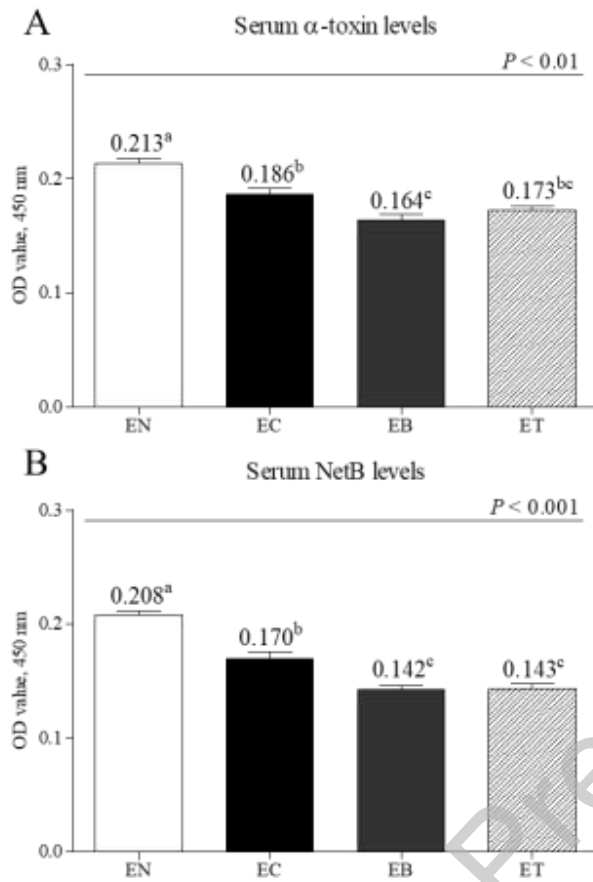 A
Serum α-toxin levels
P < 0.01
0.3
0.2
0.1
0.0
OD value, 450 nm
0.213ᵃ
0.186ᵇ
0.164ᶜ
0.173ᵇᶜ
EN EC EB ET
B
Serum NetB levels
P < 0.001
0.3
0.2
0.1
0.0
OD value, 450 nm
0.208ᵃ
0.170ᵇ
0.142ᶜ
0.143ᶜ
EN EC EB ET
Pre